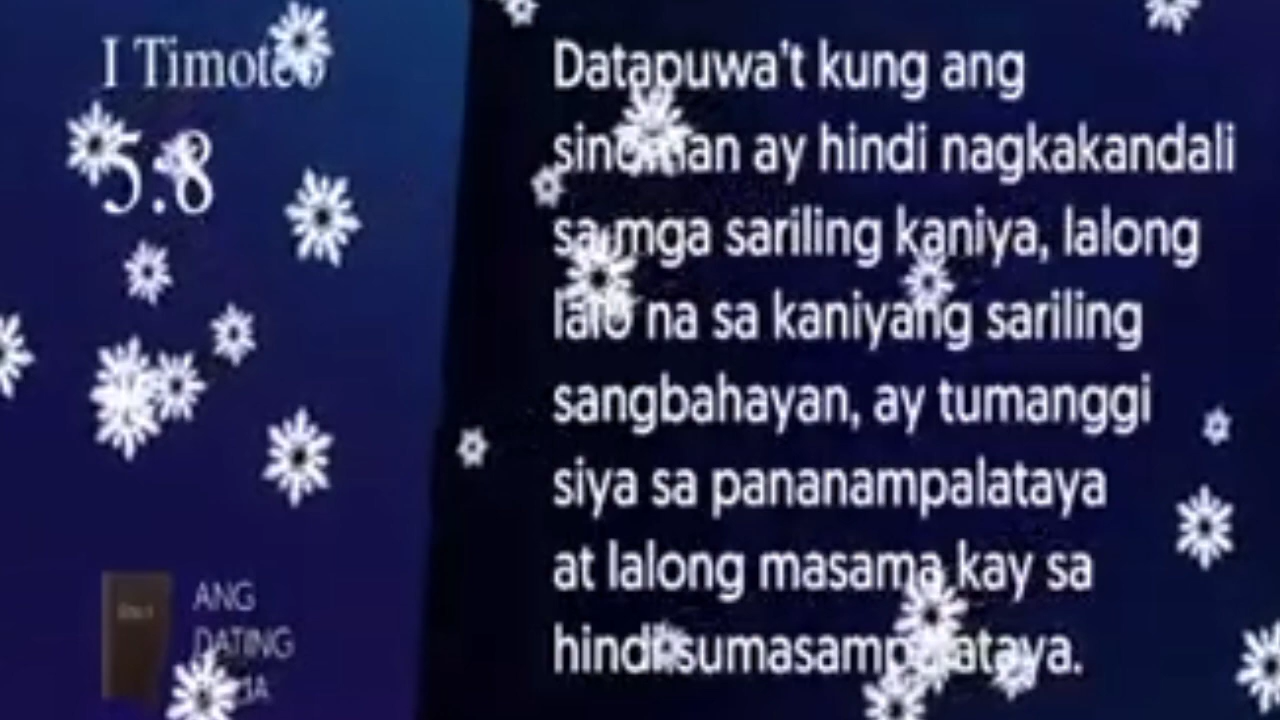 I Timoteo
5:8
Datapuwa't kung ang
sinoman ay hindi nagkakandali
sa mga sariling kaniya, lalong
lalo na sa kaniyang sariling
sangbahayan, ay tumanggi
siya sa pananampalataya
at lalong masama kay sa
hindi sumasampalataya.
ANG
DATING